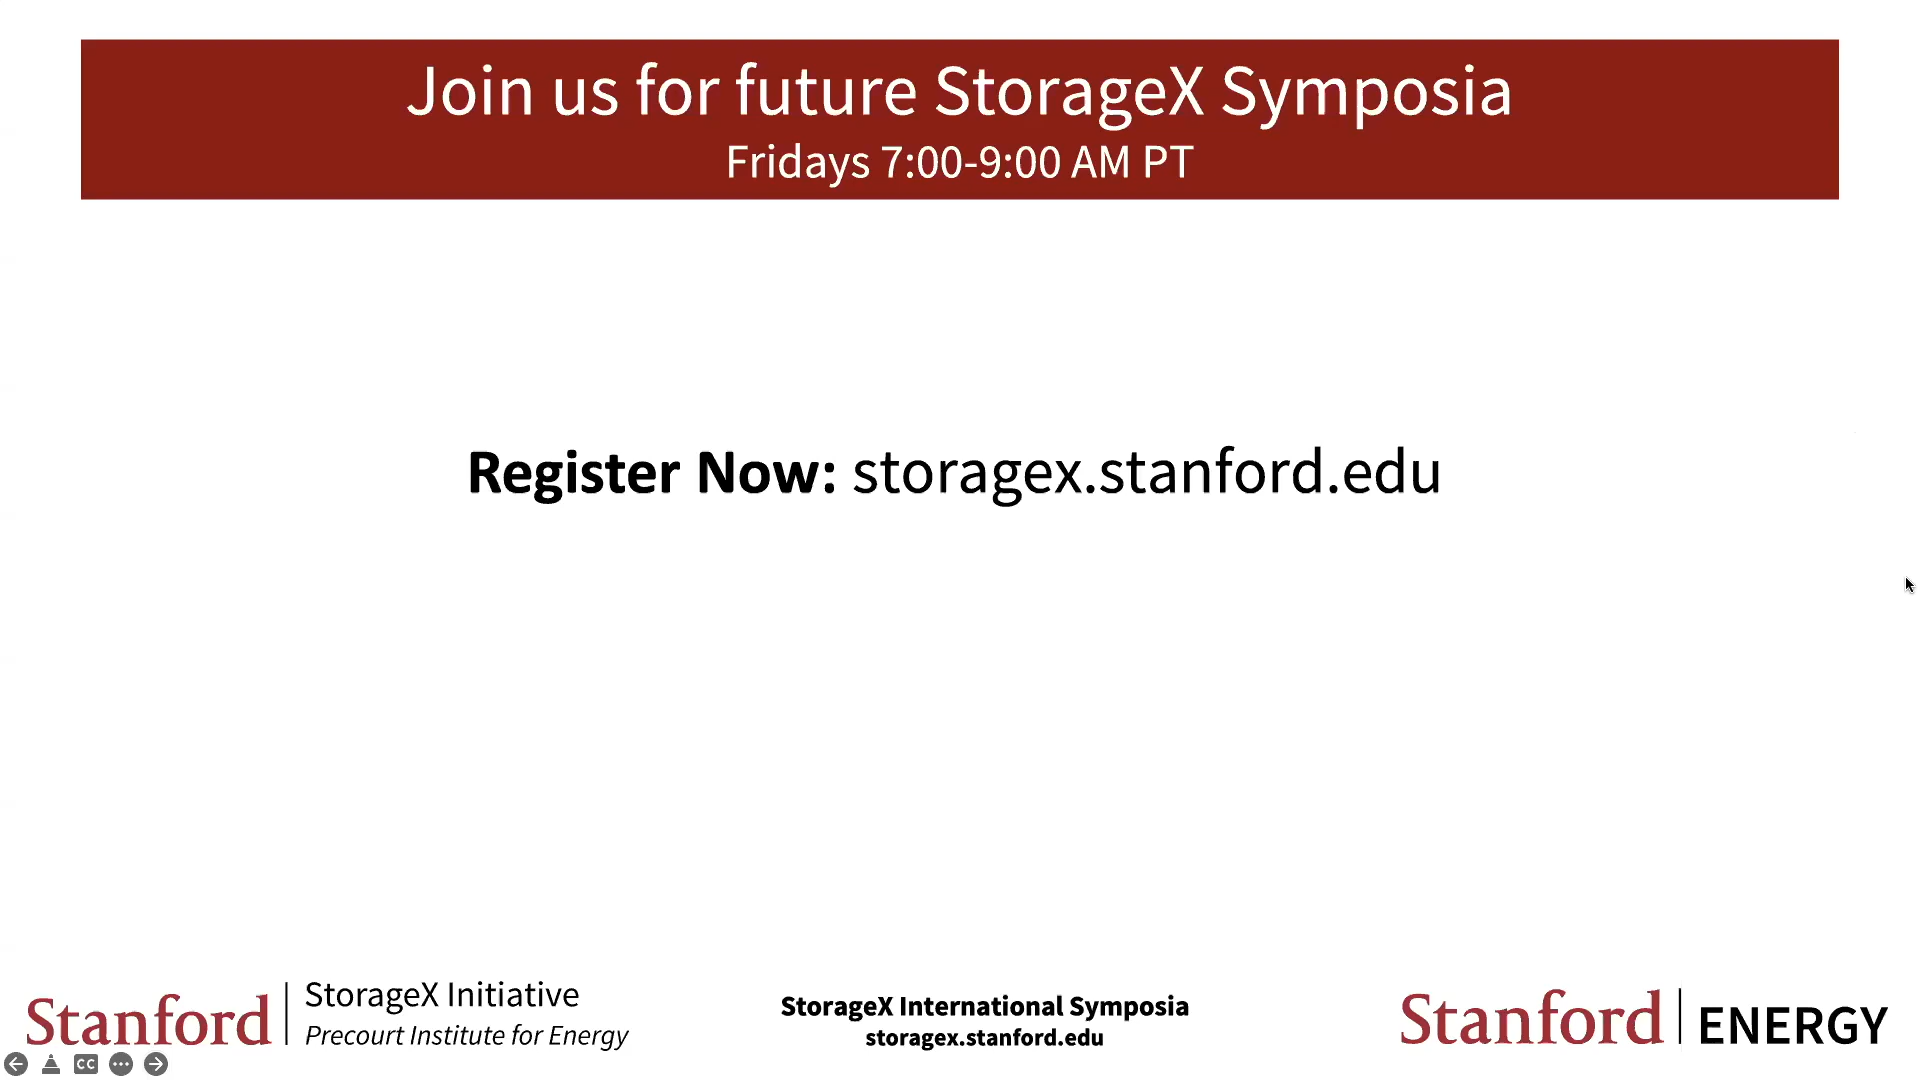 Join us for future StorageX Symposia
Fridays 7:00-9:00 AM PT
Register Now: storagex.stanford.edu
Stanford
StorageX Initiative
Precourt Institute for Energy
StorageX International Symposia
storagex.stanford.edu
Stanford ENERGY
CC